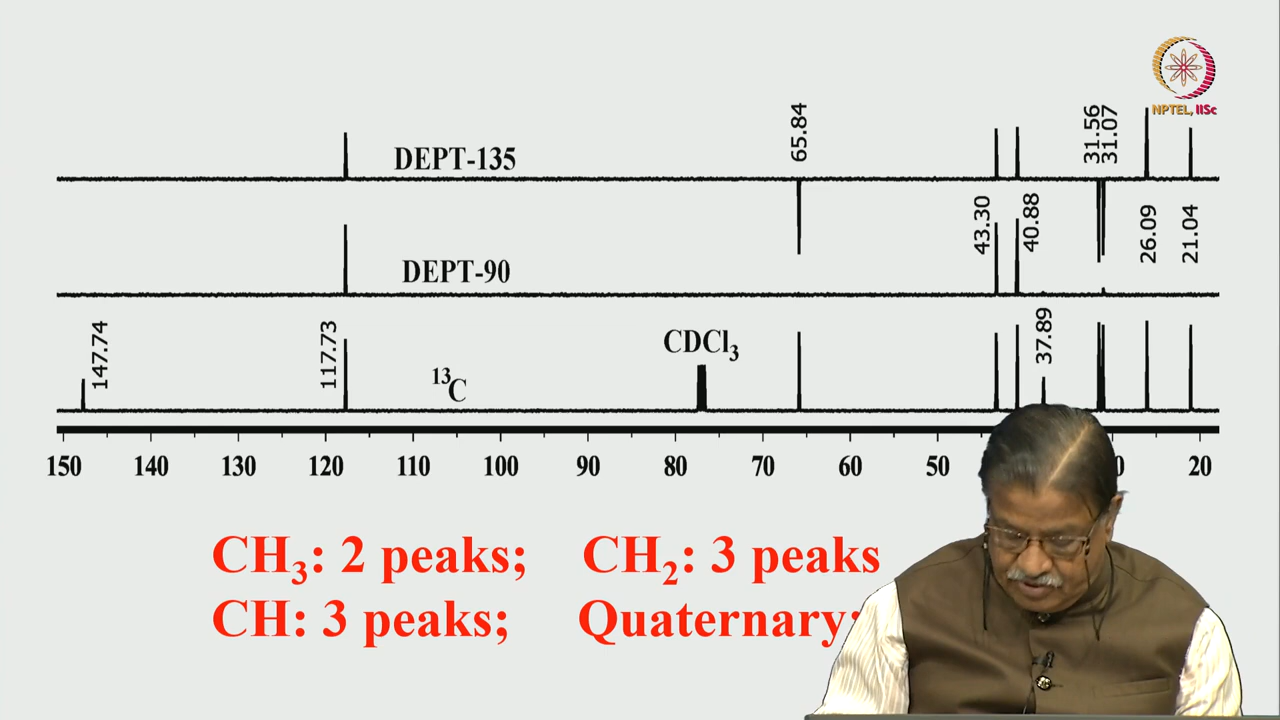 NPTEL, IISc
65.84
31.56
31.07
DEPT-135
43.30
40.88
26.09
21.04
DEPT-90
147.74
117.73
¹³C
CDCl₃
37.89
150 140 130 120 110 100 90 80 70 60 50 20
CH₃: 2 peaks; CH₂: 3 peaks
CH: 3 peaks; Quaternary: